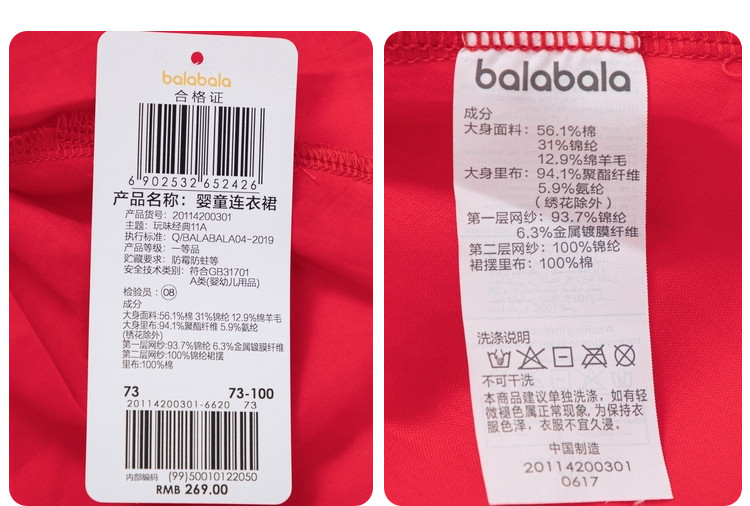 balabala
合格证
6 902532 652426
产品名称：婴童连衣裙
产品货号：20114200301
主题：玩味经典11A
执行标准：Q/BALABALA04-2019
产品等级：一等品
贮藏要求：防霉防蛀等
安全技术类别：符合GB31701
A类(婴幼儿用品)
检验员：08
成分
大身面料:56.1%棉 31%锦纶 12.9%绵羊毛
大身里布:94.1%聚酯纤维 5.9%氨纶
(绣花除外)
第一层网纱:93.7%锦纶 6.3%金属镀膜纤维
第二层网纱:100%锦纶裙摆
里布:100%棉
73 73-100
20114200301-6620 73
内部编码 (99)50010122050
RMB 269.00
balabala
成分
大身面料：56.1%棉
31%锦纶
12.9%绵羊毛
大身里布：94.1%聚酯纤维
5.9%氨纶
（绣花除外）
第一层网纱：93.7%锦纶
6.3%金属镀膜纤维
第二层网纱：100%锦纶
裙摆里布：100%棉
洗涤说明
不可干洗
本商品建议单独洗涤，如有轻
微褪色属正常现象，为保持衣
服色泽，衣服不宜久浸。
中国制造
20114200301
0617